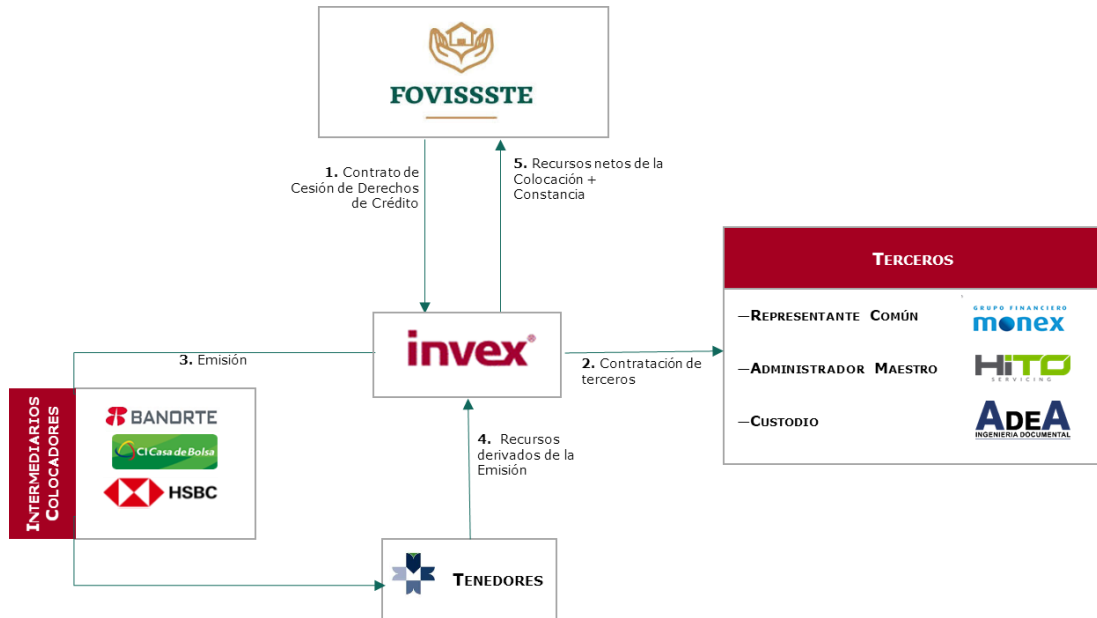 FOVISSSTE
1. Contrato de
Cesión de Derechos
de Crédito
5. Recursos netos de la
Colocación +
Constancia
TERCEROS
—REPRESENTANTE COMÚN
GRUPO FINANCIERO
monex
—ADMINISTRADOR MAESTRO
HiTO
SERVICING
—CUSTODIO
ADEA
INGENIERIA DOCUMENTAL
invex®
2. Contratación de
terceros
3. Emisión
INTERMEDIARIOS
COLOCADORES
BANORTE
CI Casa de Bolsa
HSBC
4. Recursos
derivados de la
Emisión
TENEDORES